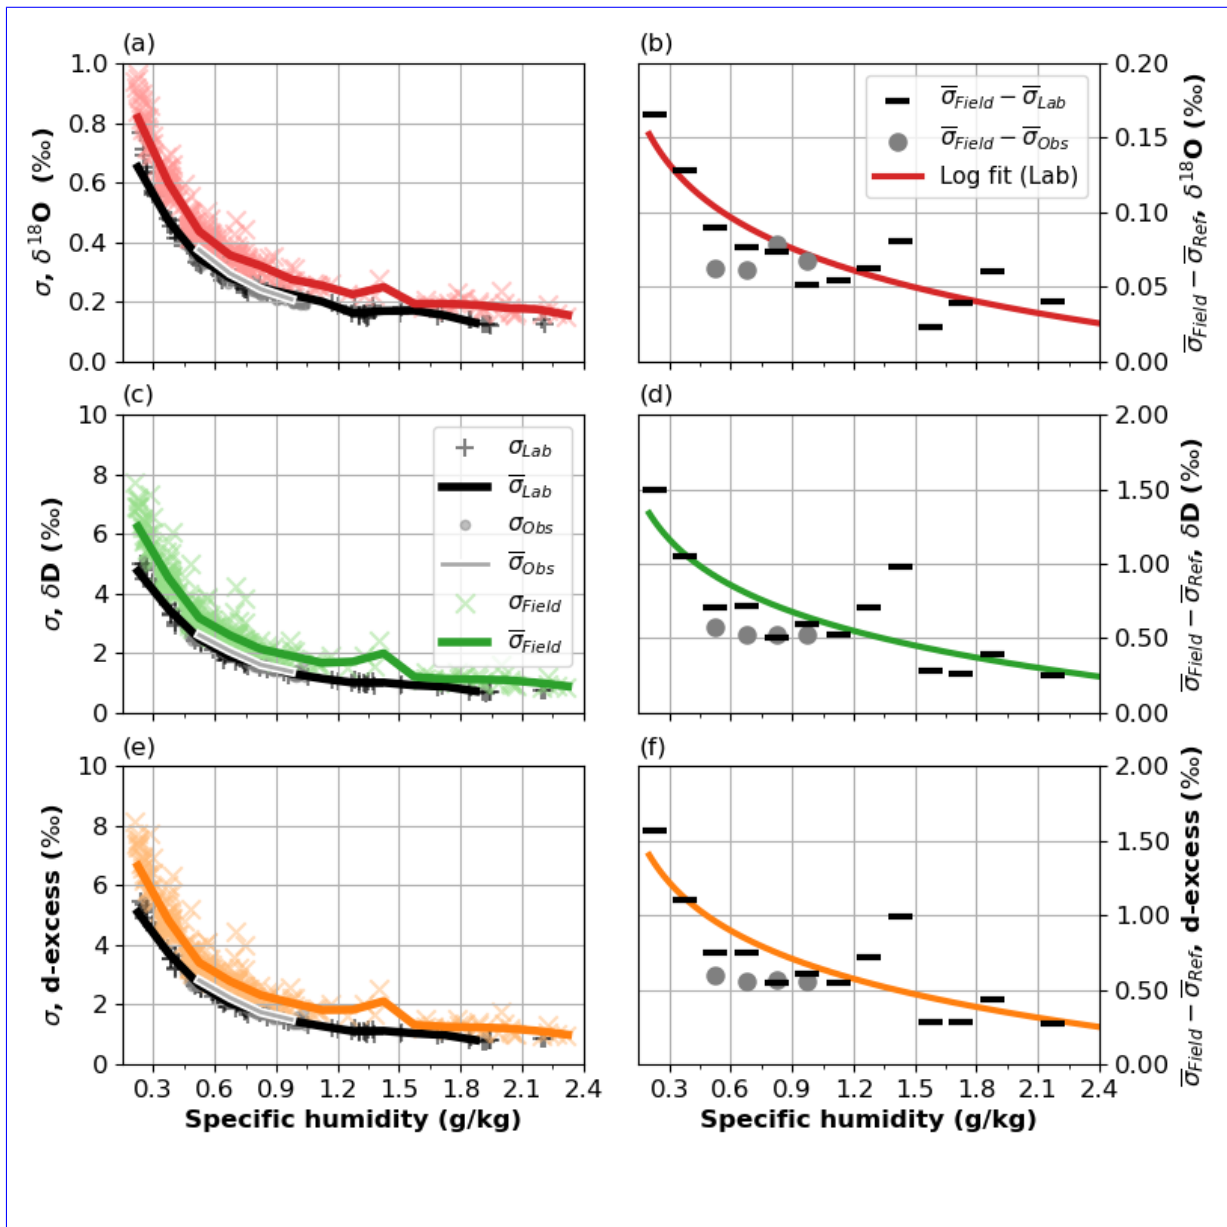 (a)
1.0
0.8
0.6
0.4
0.2
0.0
σ, δ¹⁸O (‰)
(b)
σ̅Field − σ̅Lab
σ̅Field − σ̅Obs
Log fit (Lab)
0.20
0.15
0.10
0.05
0.00
σ̅Field − σ̅Ref, δ¹⁸O (‰)
(c)
10
8
6
4
2
0
σ, δD (‰)
σLab
σ̅Lab
σObs
σ̅Obs
σField
σ̅Field
(d)
2.00
1.50
1.00
0.50
0.00
σ̅Field − σ̅Ref, δD (‰)
(e)
10
8
6
4
2
0
σ, d-excess (‰)
0.3 0.6 0.9 1.2 1.5 1.8 2.1 2.4
Specific humidity (g/kg)
(f)
2.00
1.50
1.00
0.50
0.00
σ̅Field − σ̅Ref, d-excess (‰)
0.3 0.6 0.9 1.2 1.5 1.8 2.1 2.4
Specific humidity (g/kg)